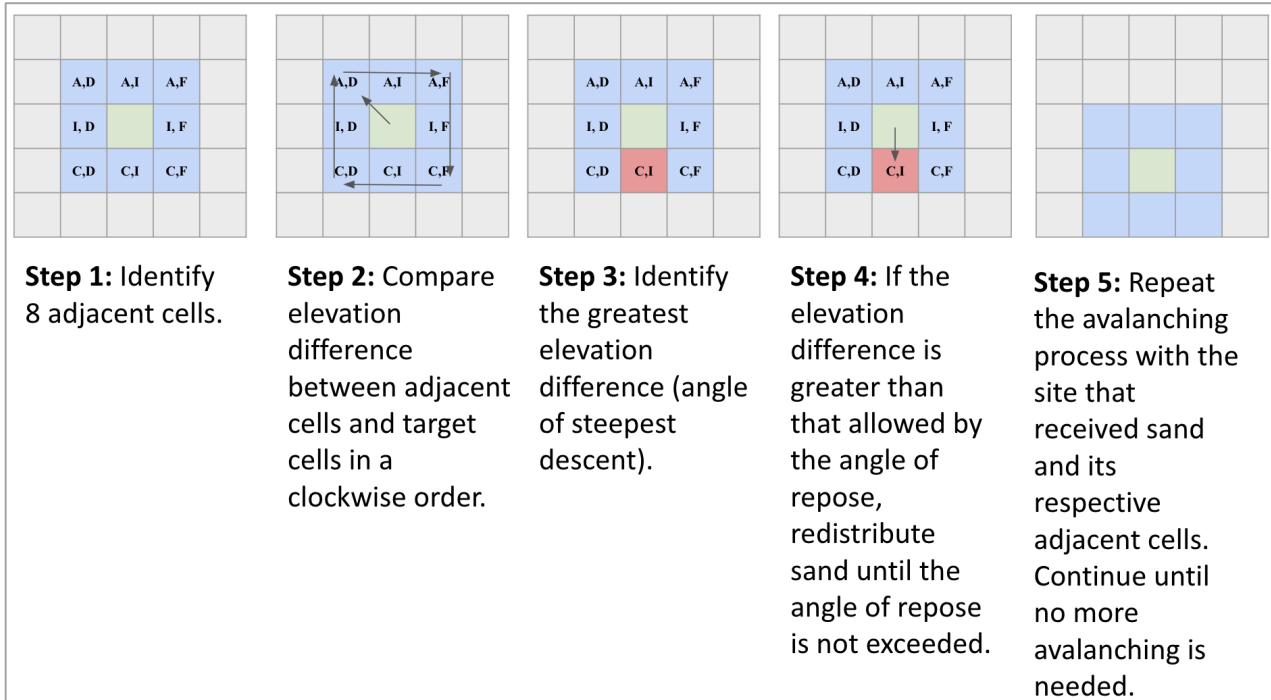 A,D A,I A,F
I, D I, F
C,D C,I C,F
A,D A,I A,F
I, D I, F
C,D C,I C,F
A,D A,I A,F
I, D I, F
C,D C,I C,F
A,D A,I A,F
I, D I, F
C,D C,I C,F
Step 1: Identify
8 adjacent cells.
Step 2: Compare
elevation
difference
between adjacent
cells and target
cells in a
clockwise order.
Step 3: Identify
the greatest
elevation
difference (angle
of steepest
descent).
Step 4: If the
elevation
difference is
greater than
that allowed by
the angle of
repose,
redistribute
sand until the
angle of repose
is not exceeded.
Step 5: Repeat
the avalanching
process with the
site that
received sand
and its
respective
adjacent cells.
Continue until
no more
avalanching is
needed.